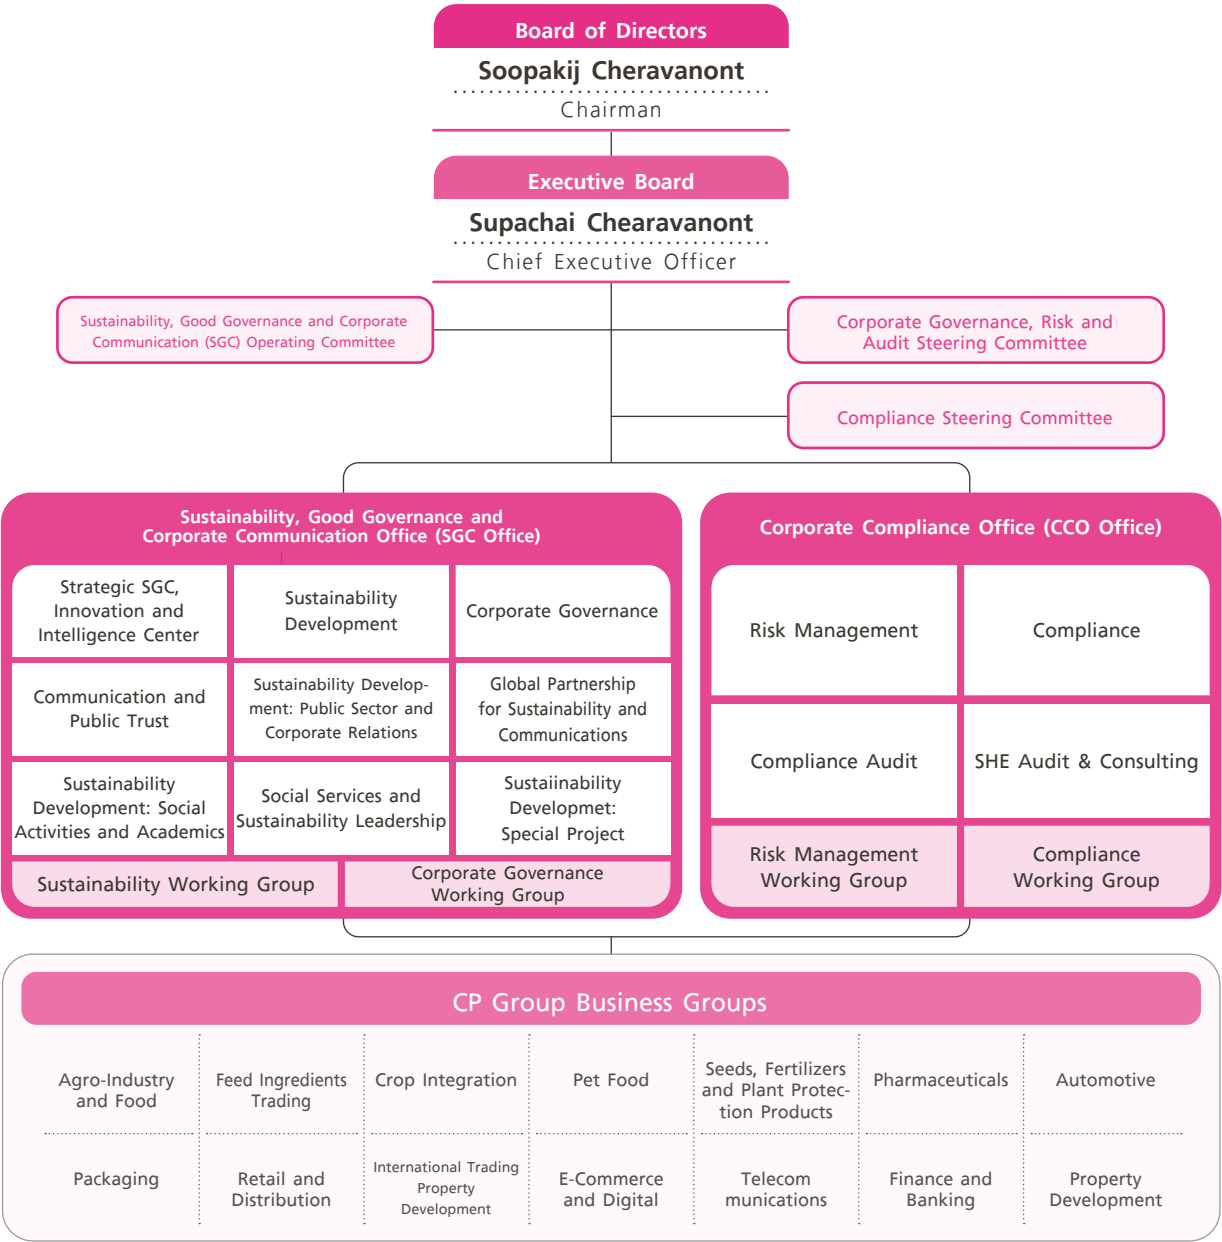 Board of Directors
Soopakij Cheravanont
Chairman
Executive Board
Supachai Chearavanont
Chief Executive Officer
Sustainability, Good Governance and Corporate
Communication (SGC) Operating Committee
Corporate Governance, Risk and
Audit Steering Committee
Compliance Steering Committee
Sustainability, Good Governance and
Corporate Communication Office (SGC Office)
Strategic SGC,
Innovation and
Intelligence Center
Sustainability
Development
Corporate Governance
Communication and
Public Trust
Sustainability Develop-
ment: Public Sector and
Corporate Relations
Global Partnership
for Sustainability and
Communications
Sustainability
Development: Social
Activities and Academics
Social Services and
Sustainability Leadership
Sustaiinability
Developmet:
Special Project
Sustainability Working Group
Corporate Governance
Working Group
Corporate Compliance Office (CCO Office)
Risk Management
Compliance
Compliance Audit
SHE Audit & Consulting
Risk Management
Working Group
Compliance
Working Group
CP Group Business Groups
Agro-Industry
and Food
Feed Ingredients
Trading
Crop Integration
Pet Food
Seeds, Fertilizers
and Plant Protec-
tion Products
Pharmaceuticals
Automotive
Packaging
Retail and
Distribution
International Trading
Property
Development
E-Commerce
and Digital
Telecom
munications
Finance and
Banking
Property
Development